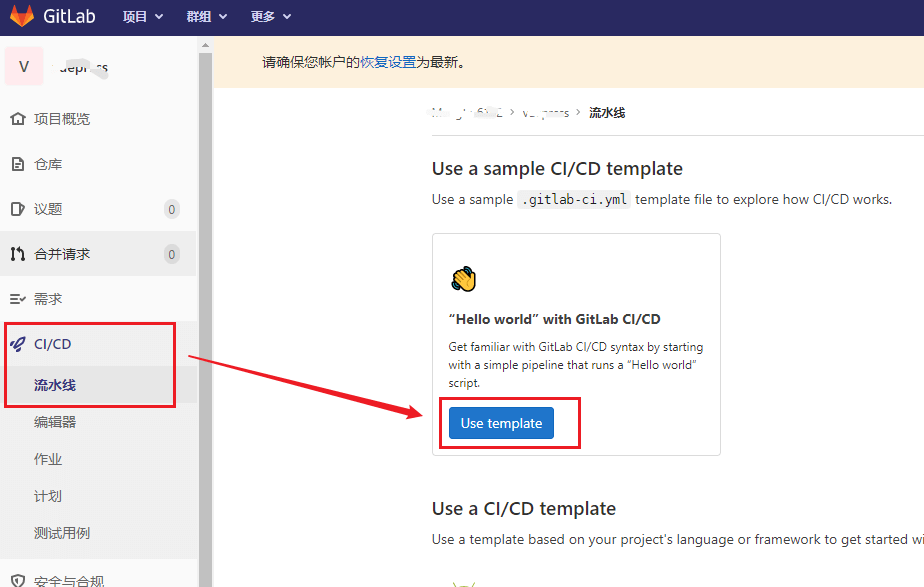 GitLab 项目 群组 更多
V
请确保您帐户的恢复设置为最新。
项目概览
仓库
议题 0
合并请求 0
需求
CI/CD
流水线
编辑器
作业
计划
测试用例
安全与合规
› › 流水线
Use a sample CI/CD template
Use a sample .gitlab-ci.yml template file to explore how CI/CD works.
“Hello world” with GitLab CI/CD
Get familiar with GitLab CI/CD syntax by starting
with a simple pipeline that runs a “Hello world”
script.
Use template
Use a CI/CD template
Use a template based on your project's language or framework to get started